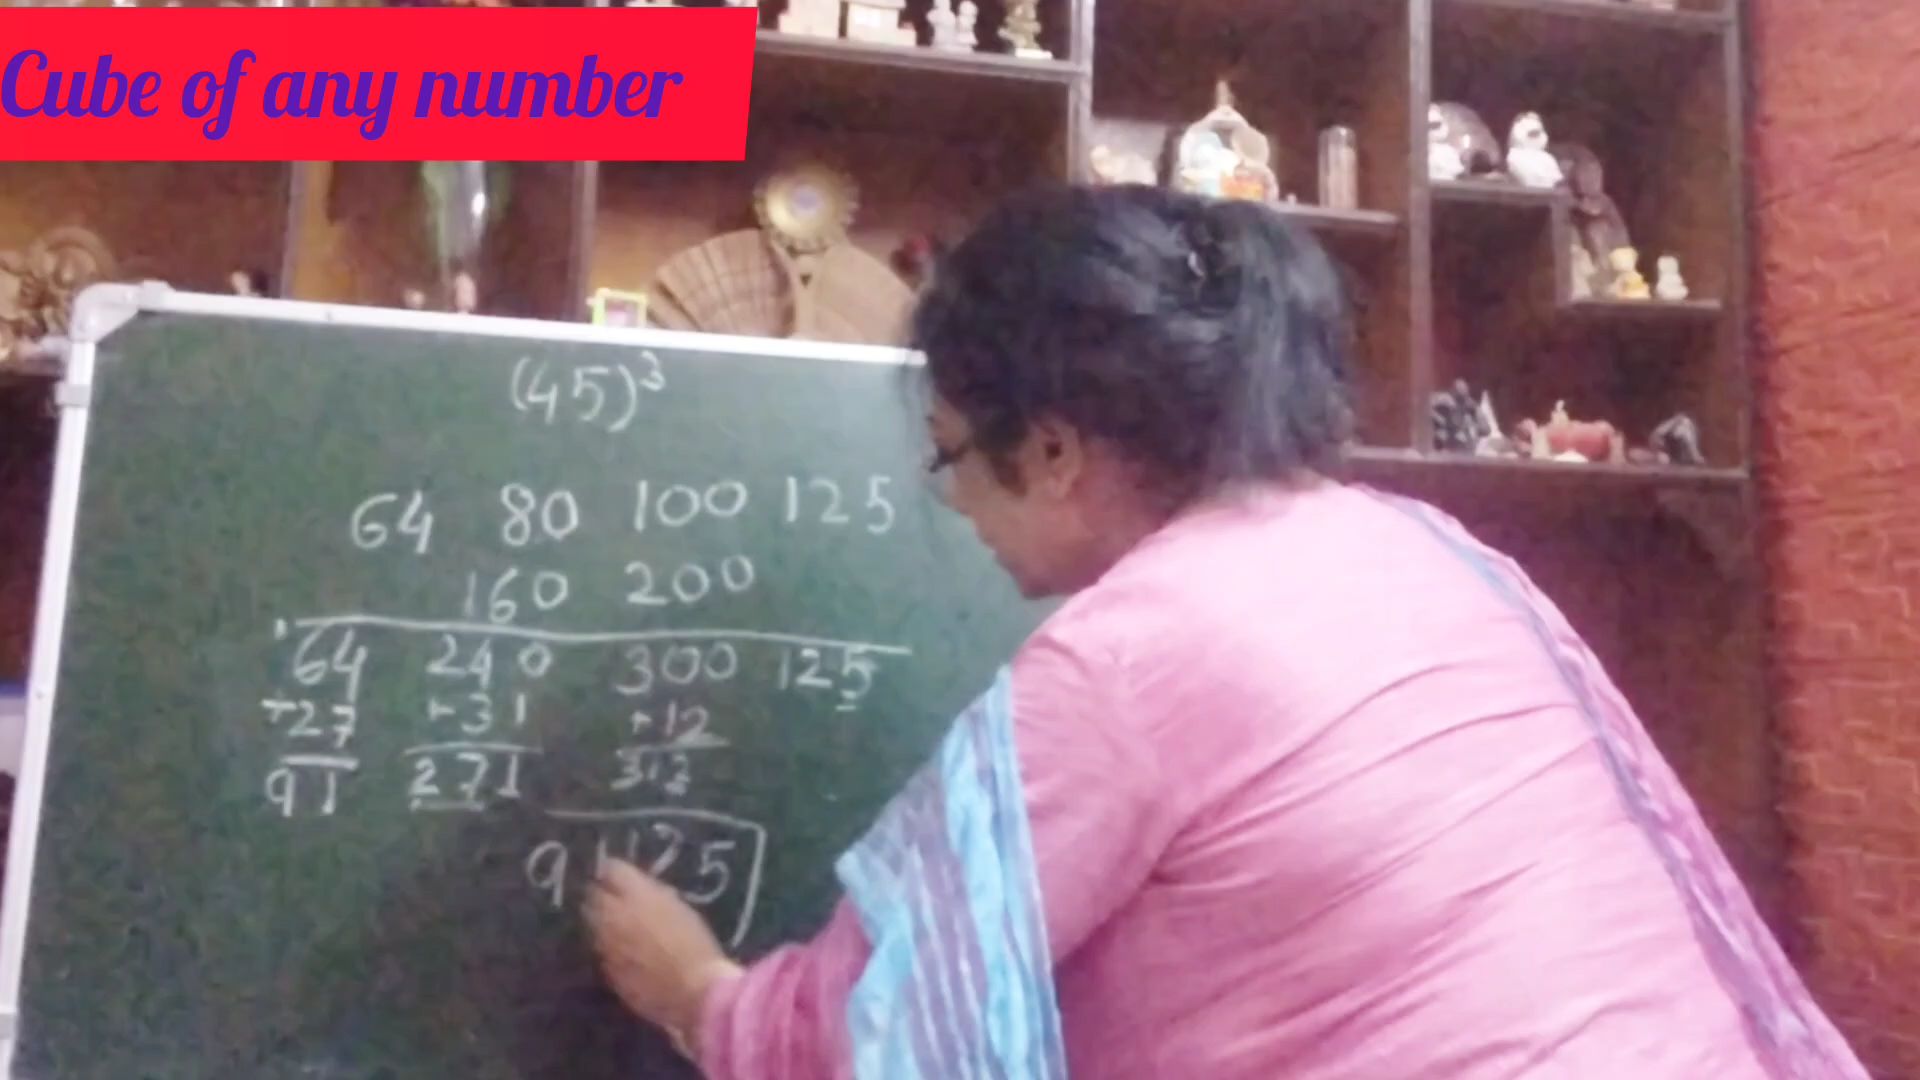 Cube of any number
(45)³
64 80 100 125
160 200
64 240 300 125
+27 +31 +12
91 271 312
91125